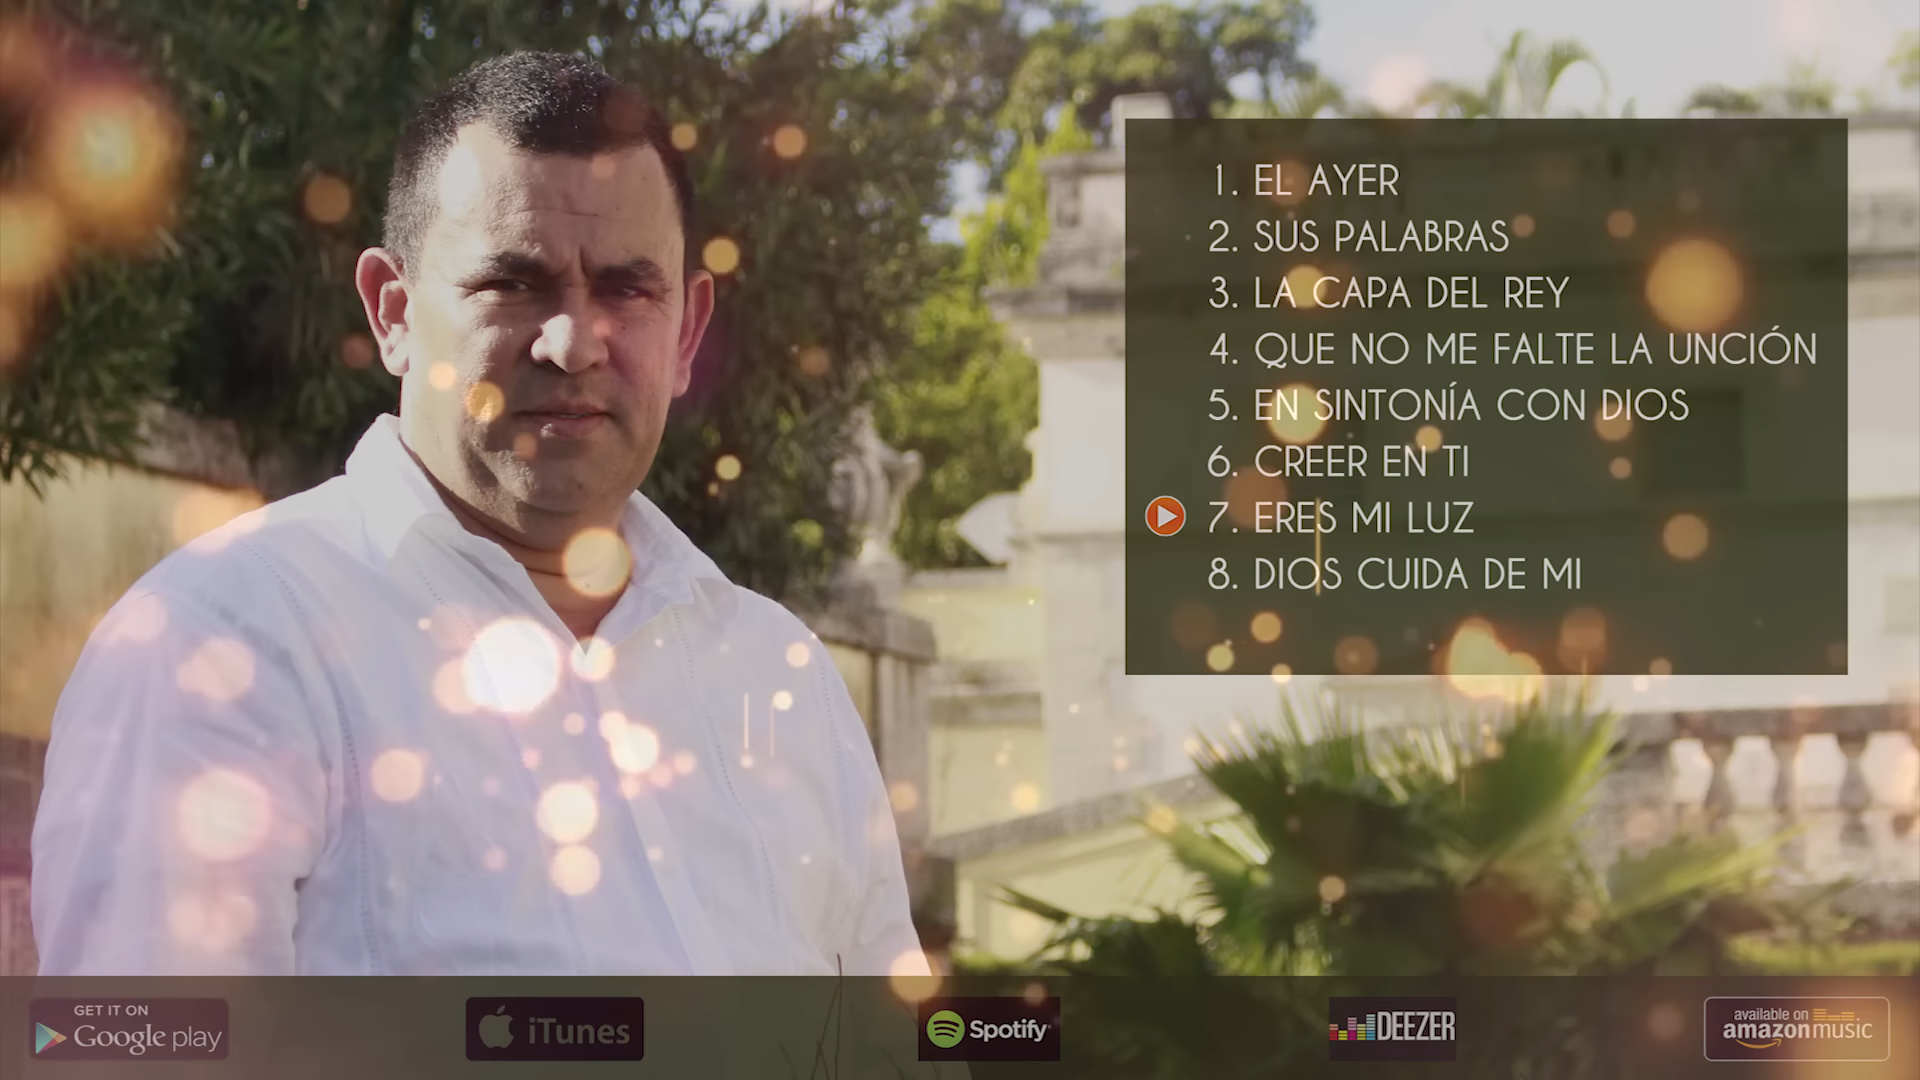 1. EL AYER
2. SUS PALABRAS
3. LA CAPA DEL REY
4. QUE NO ME FALTE LA UNCIÓN
5. EN SINTONÍA CON DIOS
6. CREER EN TI
7. ERES MI LUZ
8. DIOS CUIDA DE MI
GET IT ON
Google play
iTunes
Spotify
DEEZER
available on
amazon music